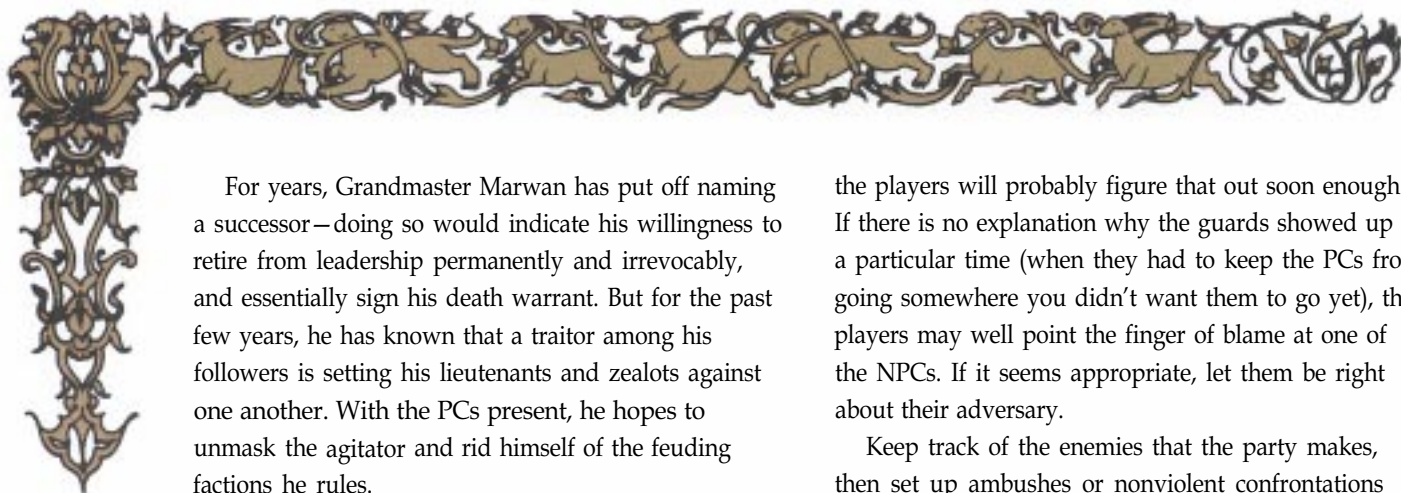 For years, Grandmaster Marwan has put off naming
a successor—doing so would indicate his willingness to
retire from leadership permanently and irrevocably,
and essentially sign his death warrant. But for the past
few years, he has known that a traitor among his
followers is setting his lieutenants and zealots against
one another. With the PCs present, he hopes to
unmask the agitator and rid himself of the feuding
factions he rules.
the players will probably figure that out soon enough
If there is no explanation why the guards showed up
a particular time (when they had to keep the PCs
going somewhere you didn't want them to go yet),
players may well point the finger of blame at one of
the NPCs. If it seems appropriate, let them be right
about their adversary.
Keep track of the enemies that the party makes,
then set up ambushes or nonviolent confrontations